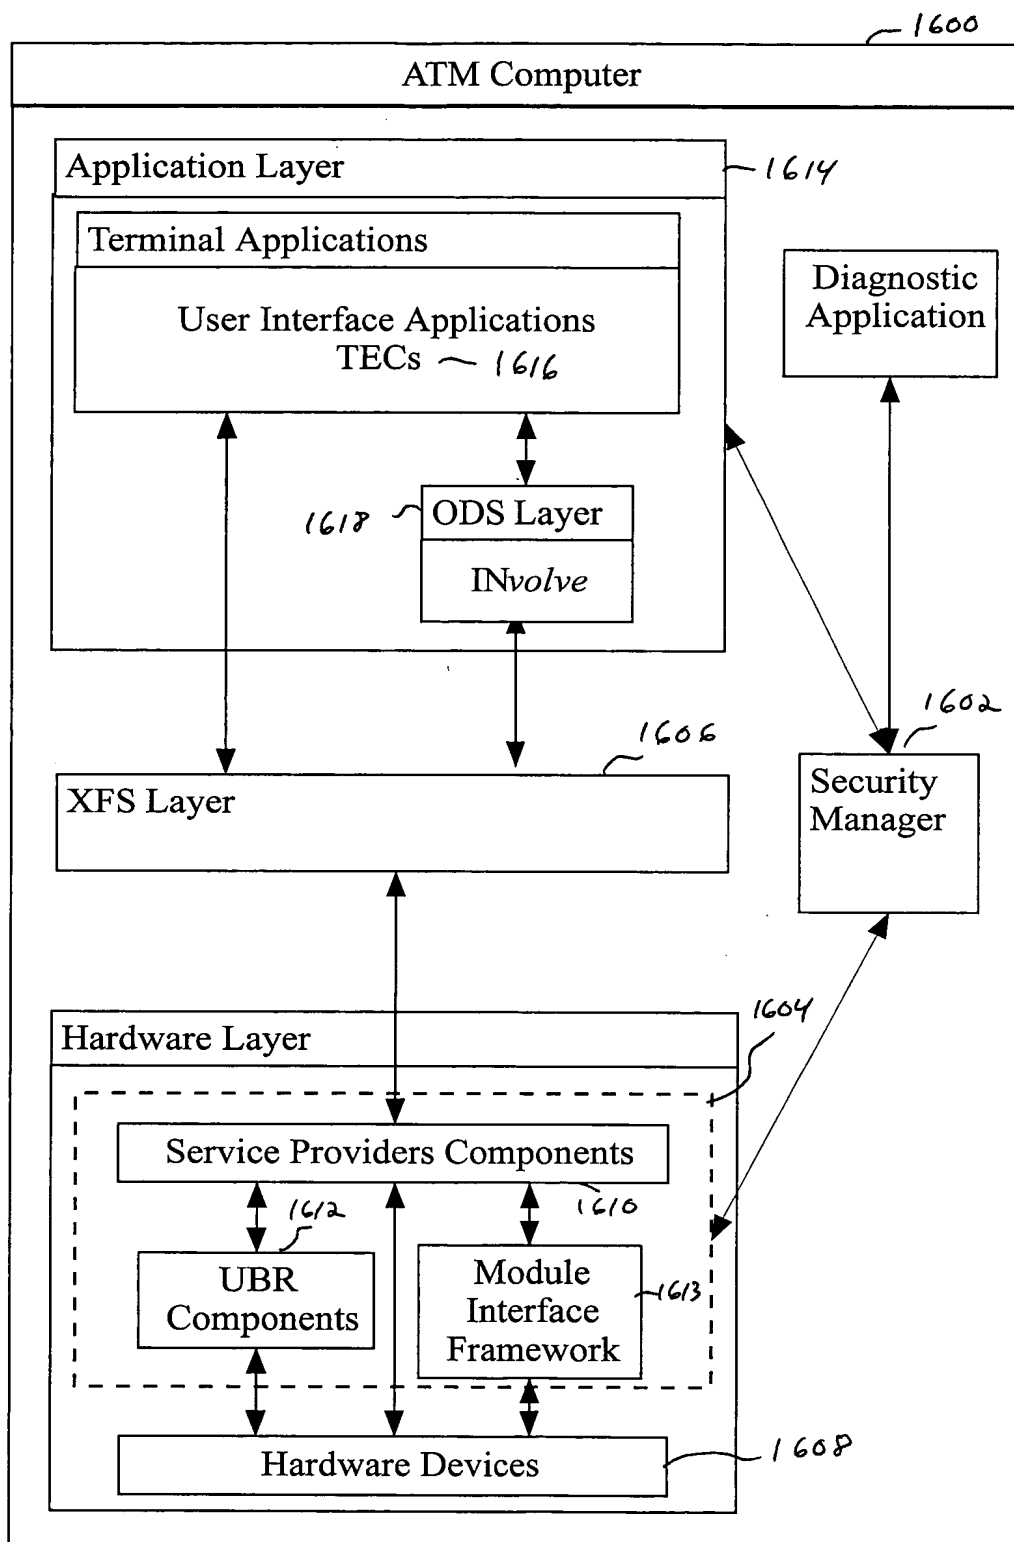 1600
ATM Computer
Application Layer
1614
Terminal Applications
User Interface Applications
TECs 1616
Diagnostic
Application
1618
ODS Layer
INvolve
1606
XFS Layer
1602
Security
Manager
1604
Hardware Layer
Service Providers Components
1610
1612
UBR
Components
Module
Interface
Framework
1613
Hardware Devices
1608